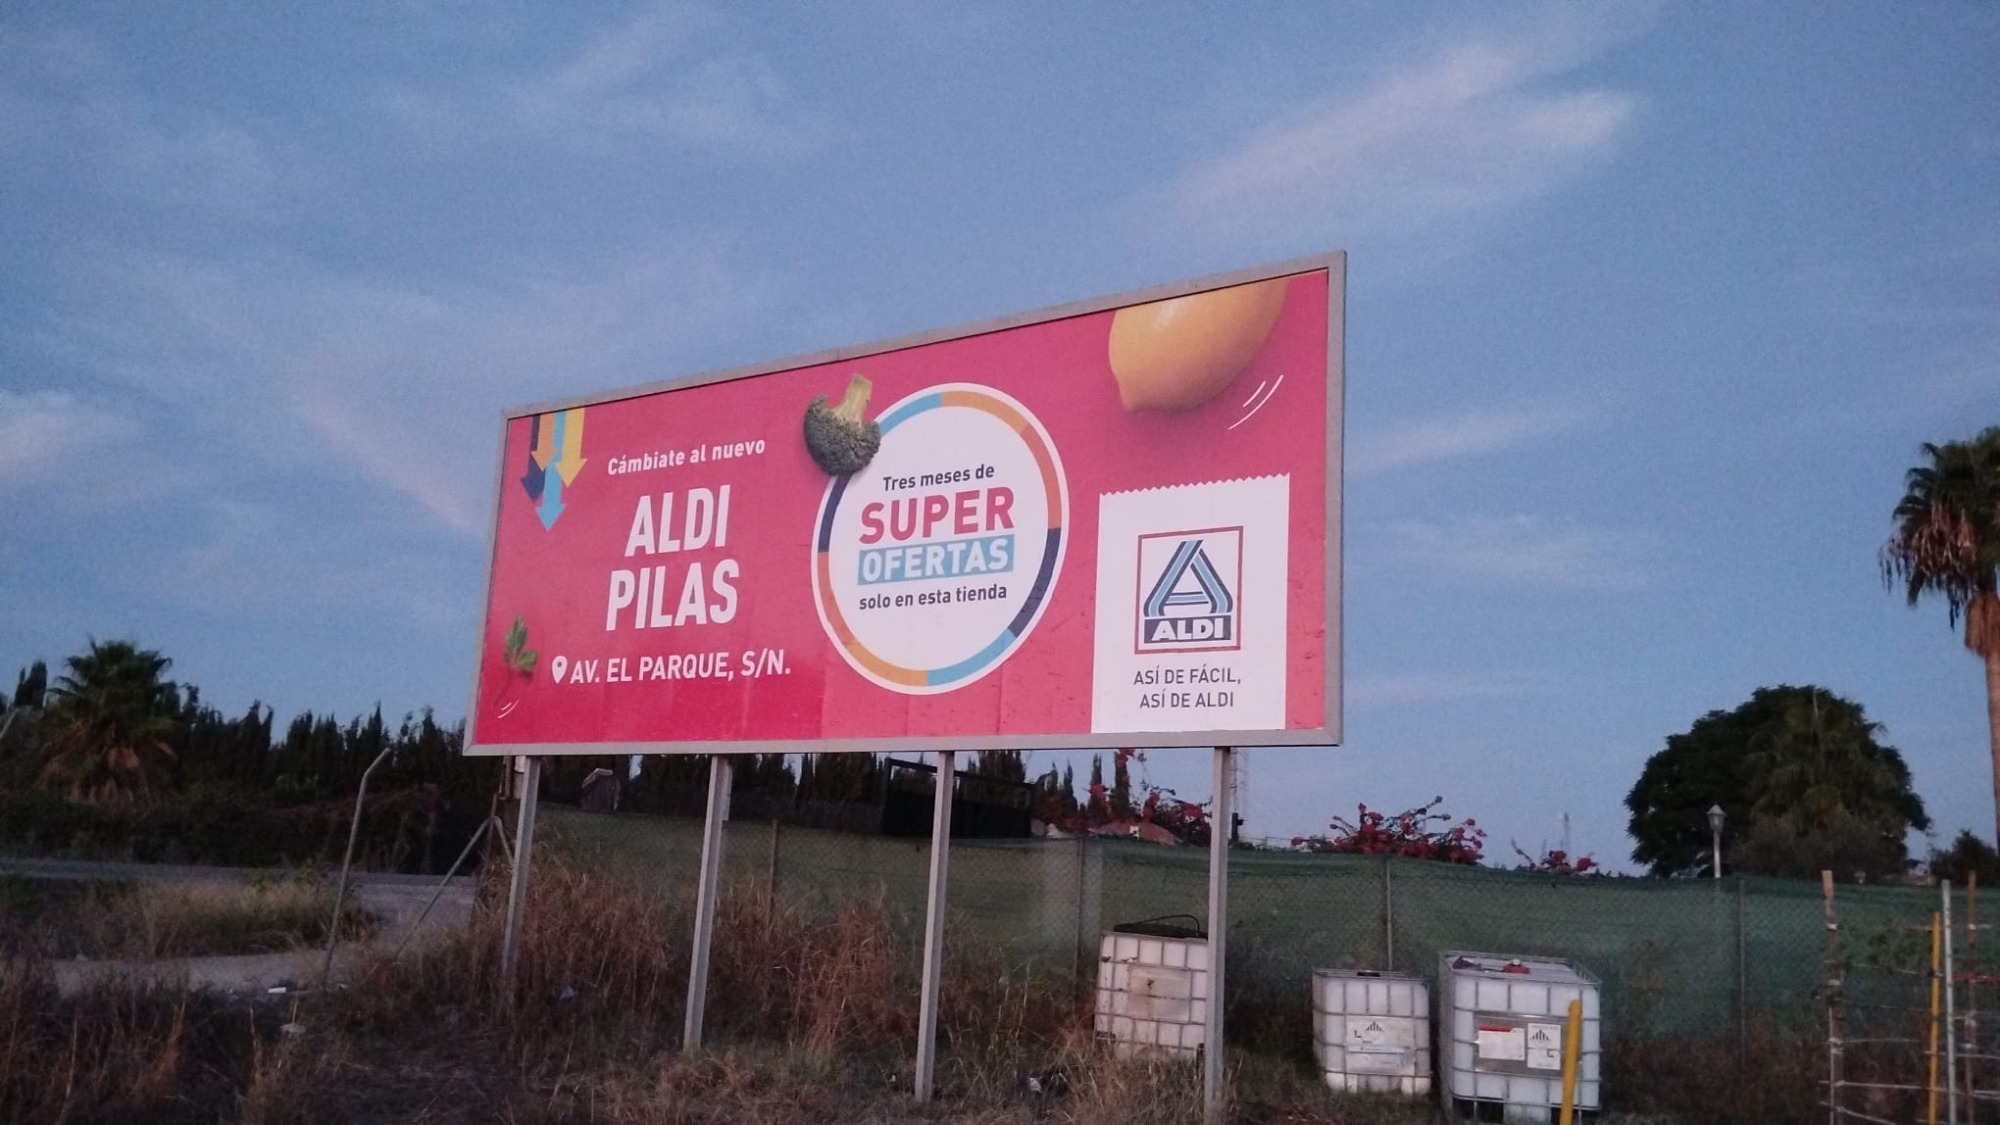 Cámbiate al nuevo
ALDI
PILAS
AV. EL PARQUE, S/N.
Tres meses de
SUPER
OFERTAS
solo en esta tienda
ALDI
ASÍ DE FÁCIL,
ASÍ DE ALDI